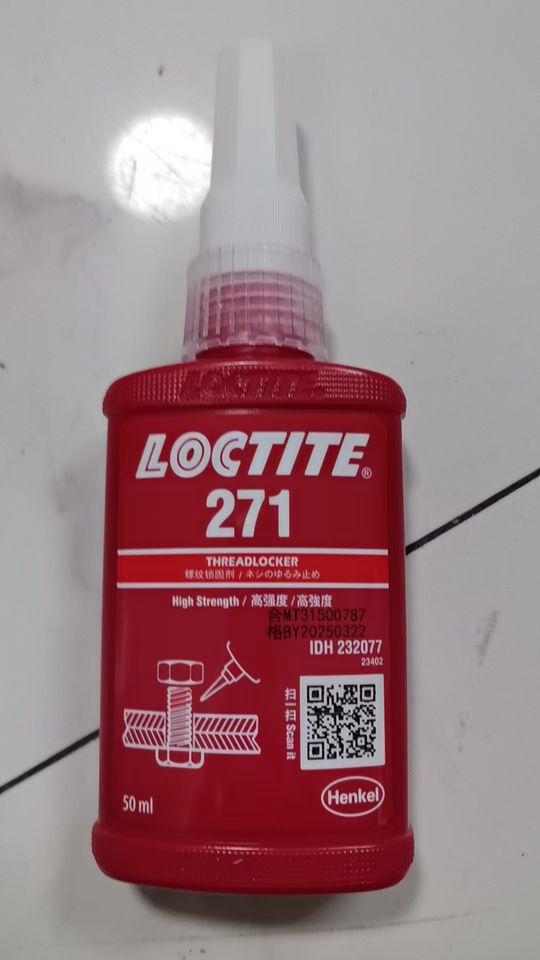 LOCTITE®
LOCTITE®
271
THREADLOCKER
螺纹锁固剂 / ネジのゆるみ止め
High Strength / 高强度 /高強度
合MT31500787
格BY20250322
IDH 232077
23402
扫一扫 Scan it
Henkel
50 ml